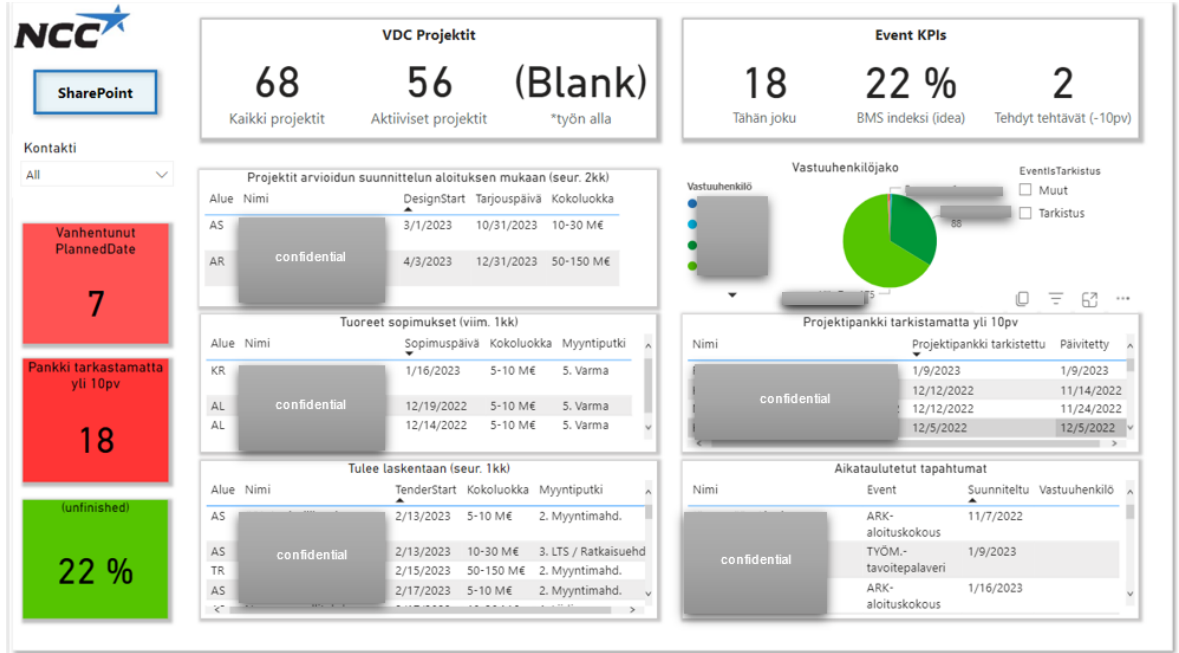 NCC
SharePoint
Kontakti
All
Vanhentunut
PlannedDate
7
Pankki tarkastamatta
yli 10pv
18
(unfinished)
22 %
VDC Projektit
68 56 (Blank)
Kaikki projektit Aktiiviset projektit *työn alla
Event KPIs
18 22 % 2
Tähän joku BMS indeksi (idea) Tehdyt tehtävät (-10pv)
Projektit arvioidun suunnittelun aloituksen mukaan (seur. 2kk)
Alue Nimi DesignStart Tarjouspäivä Kokoluokka
AS 3/1/2023 10/31/2023 10-30 M€
confidential
AR 4/3/2023 12/31/2023 50-150 M€
Vastuuhenkilöjako
Vastuuhenkilö
88
EventIsTarkistus
Muut
Tarkistus
Tuoreet sopimukset (viim. 1kk)
Alue Nimi Sopimuspäivä Kokoluokka Myyntiputki
KR 1/16/2023 5-10 M€ 5. Varma
confidential
AL 12/19/2022 5-10 M€ 5. Varma
AL 12/14/2022 5-10 M€ 5. Varma
Projektipankki tarkistamatta yli 10pv
Nimi Projektipankki tarkistettu Päivitetty
1/9/2023 1/9/2023
12/12/2022 11/14/2022
confidential
12/12/2022 11/24/2022
12/5/2022 12/5/2022
Tulee laskentaan (seur. 1kk)
Alue Nimi TenderStart Kokoluokka Myyntiputki
AS 2/13/2023 5-10 M€ 2. Myyntimahd.
AS confidential 2/13/2023 10-30 M€ 3. LTS / Ratkaisuehd
TR 2/15/2023 50-150 M€ 2. Myyntimahd.
AS 2/17/2023 5-10 M€ 2. Myyntimahd.
Aikataulutetut tapahtumat
Nimi Event Suunniteltu Vastuuhenkilö
ARK- 11/7/2022
aloituskokous
TYÖM.- 1/9/2023
confidential tavoitepalaveri
ARK- 1/16/2023
aloituskokous